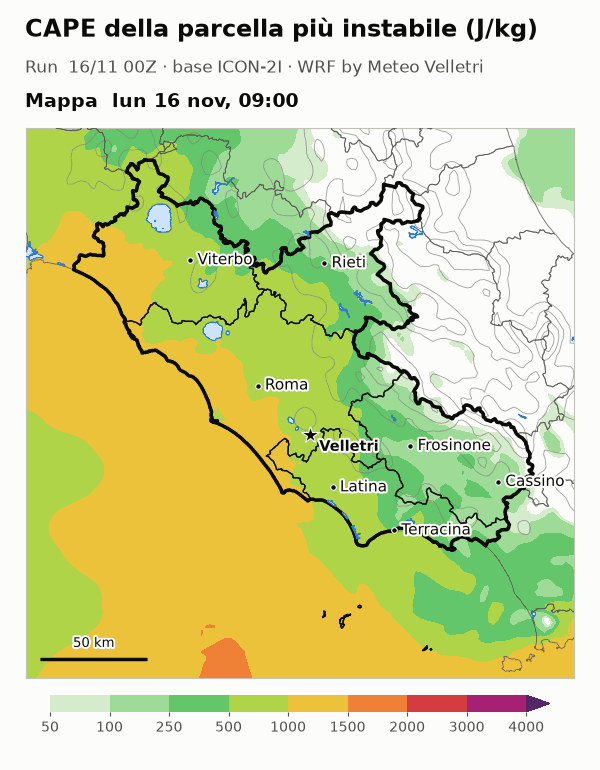 CAPE della parcella più instabile (J/kg)
Run  16/11 00Z · base ICON-2I · WRF by Meteo Velletri
Mappa  lun 16 nov, 09:00
Viterbo
Rieti
Roma
Velletri
Frosinone
Latina
Cassino
Terracina
50 km
50 100 250 500 1000 1500 2000 3000 4000